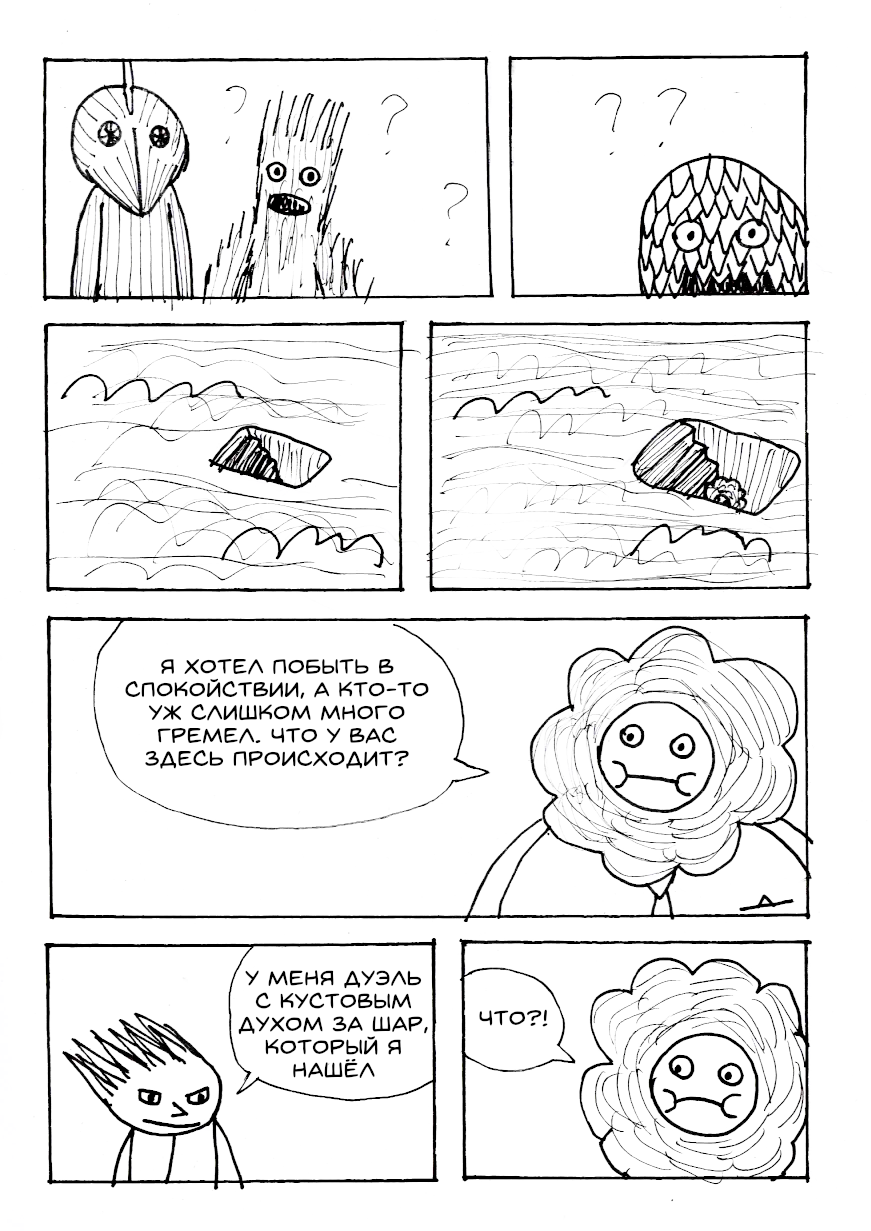 ? ? ?
? ?
Я ХОТЕЛ ПОБЫТЬ В
СПОКОЙСТВИИ, А КТО-ТО
УЖ СЛИШКОМ МНОГО
ГРЕМЕЛ. ЧТО У ВАС
ЗДЕСЬ ПРОИСХОДИТ?
У МЕНЯ ДУЭЛЬ
С КУСТОВЫМ
ДУХОМ ЗА ШАР,
КОТОРЫЙ Я
НАШЁЛ
ЧТО?!